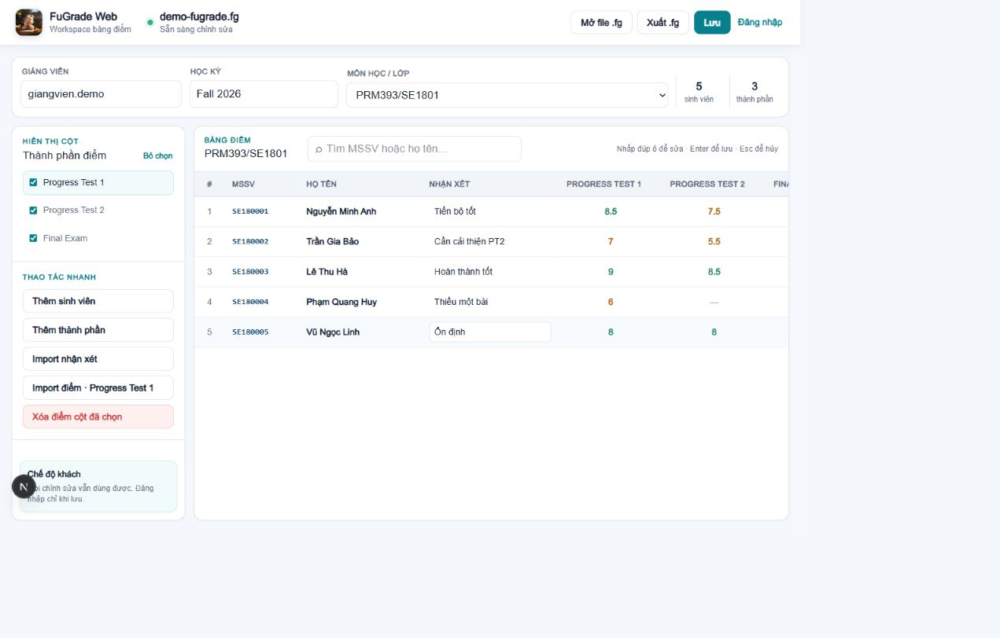 FuGrade Web
Workspace bảng điểm
demo-fugrade.fg
Sẵn sàng chỉnh sửa
Mở file .fg
Xuất .fg
Lưu
Đăng nhập
GIẢNG VIÊN
giangvien.demo
HỌC KỲ
Fall 2026
MÔN HỌC / LỚP
PRM393/SE1801
5
sinh viên
3
thành phần
HIỂN THỊ CỘT
Thành phần điểm
Bỏ chọn
Progress Test 1
Progress Test 2
Final Exam
THAO TÁC NHANH
Thêm sinh viên
Thêm thành phần
Import nhận xét
Import điểm · Progress Test 1
Xóa điểm cột đã chọn
Chế độ khách
chỉnh sửa vẫn dùng được. Đăng
nhập chỉ khi lưu.
N
BẢNG ĐIỂM
PRM393/SE1801
Tìm MSSV hoặc họ tên...
Nhấp đúp ô để sửa · Enter để lưu · Esc để hủy
# MSSV HỌ TÊN NHẬN XÉT PROGRESS TEST 1 PROGRESS TEST 2
1 SE180001 Nguyễn Minh Anh Tiến bộ tốt 8.5 7.5
2 SE180002 Trần Gia Bảo Cần cải thiện PT2 7 5.5
3 SE180003 Lê Thu Hà Hoàn thành tốt 9 8.5
4 SE180004 Phạm Quang Huy Thiếu một bài 6 —
5 SE180005 Vũ Ngọc Linh Ổn định 8 8